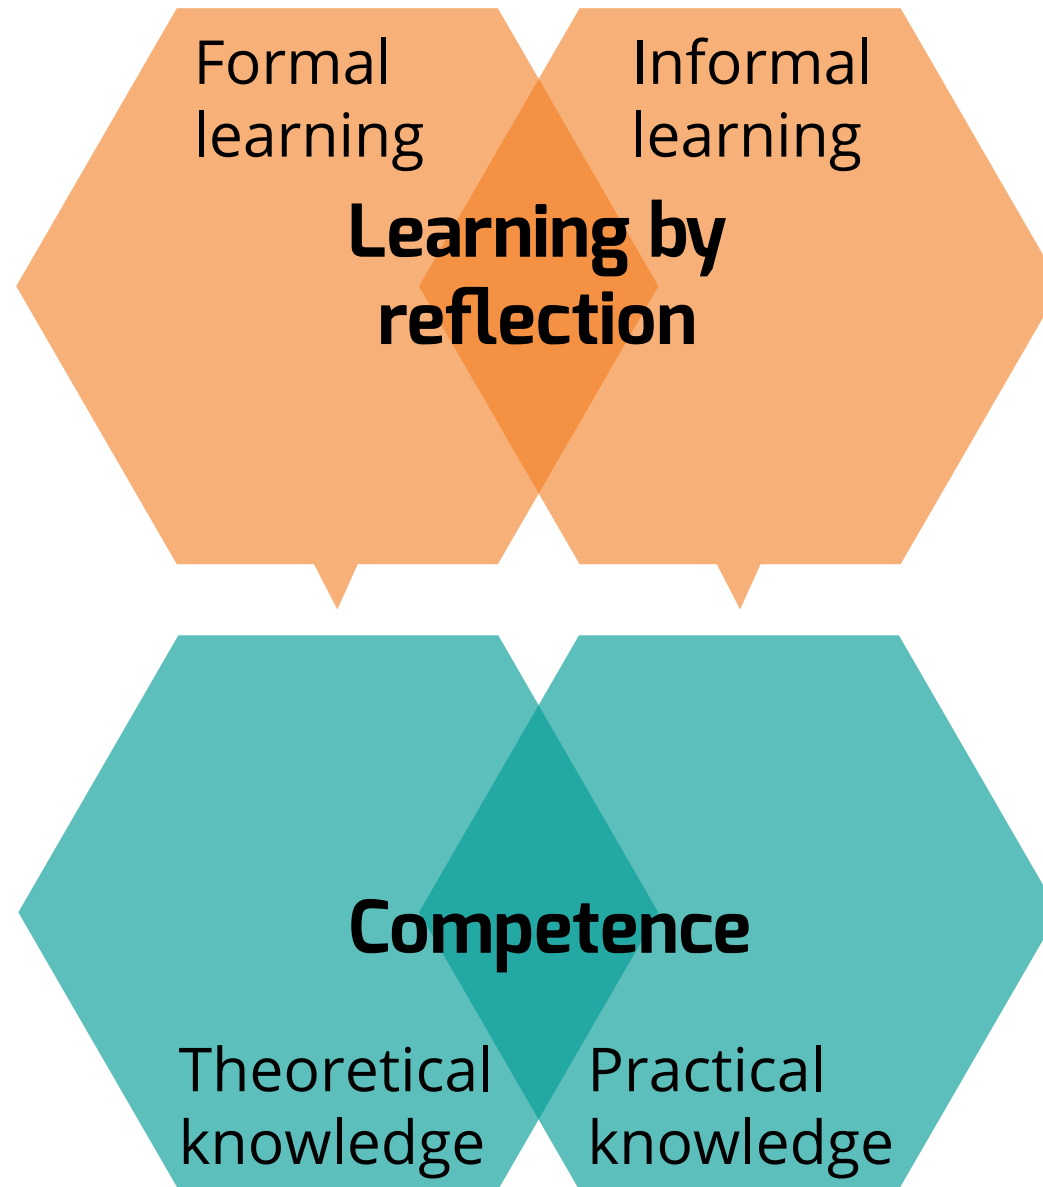 Formal
learning
Informal
learning
Learning by
reflection
Competence
Theoretical
knowledge
Practical
knowledge